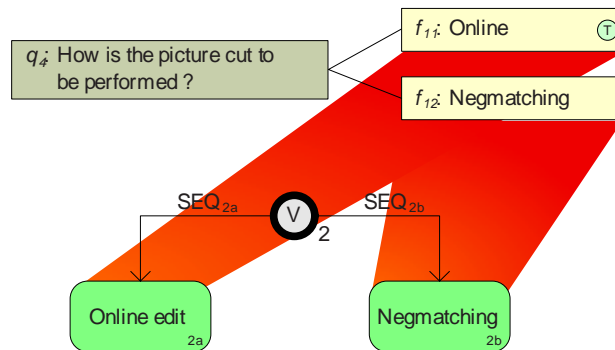 f11: Online
T
q4: How is the picture cut to
be performed ?
f12: Negmatching
SEQ2a
V
SEQ2b
2
Online edit
2a
Negmatching
2b